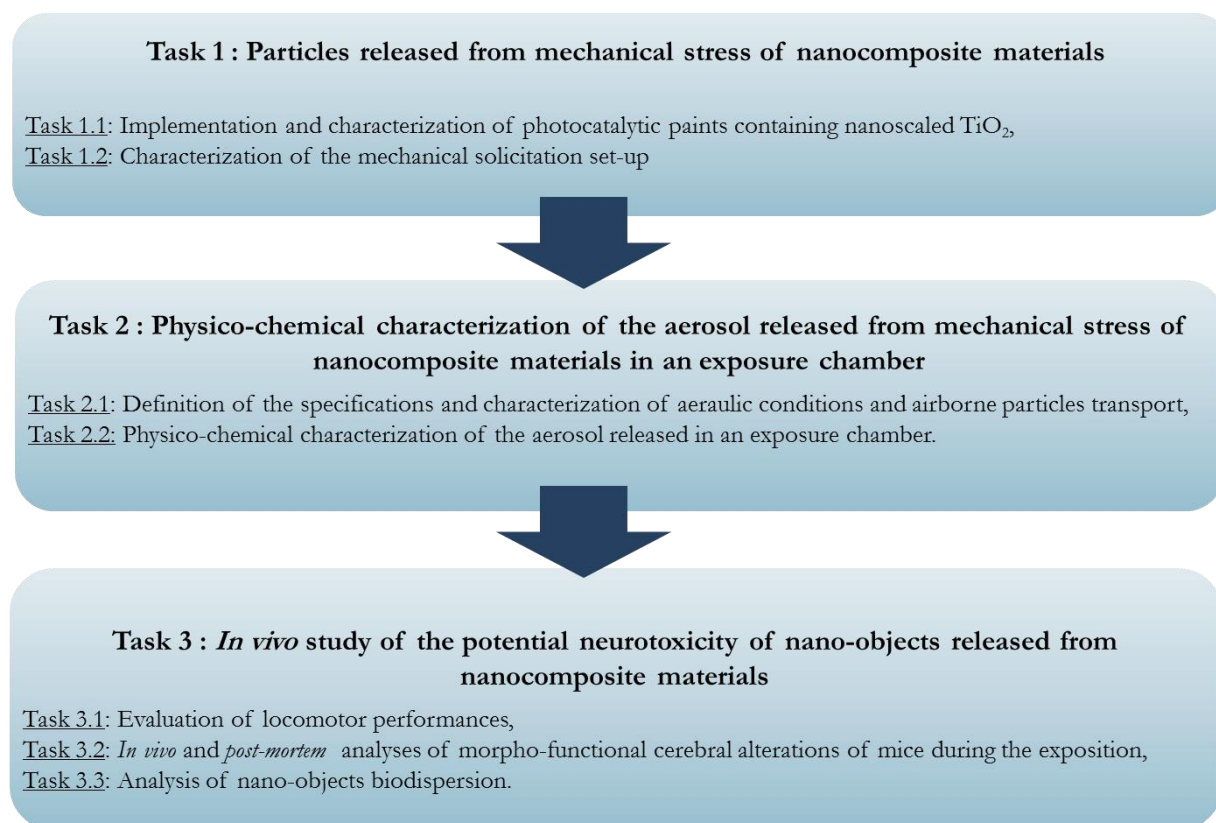 Task 1 : Particles released from mechanical stress of nanocomposite materials
Task 1.1: Implementation and characterization of photocatalytic paints containing nanoscaled TiO₂,
Task 1.2: Characterization of the mechanical solicitation set-up
Task 2 : Physico-chemical characterization of the aerosol released from mechanical stress of
nanocomposite materials in an exposure chamber
Task 2.1: Definition of the specifications and characterization of aeraulic conditions and airborne particles transport,
Task 2.2: Physico-chemical characterization of the aerosol released in an exposure chamber.
Task 3 : In vivo study of the potential neurotoxicity of nano-objects released from
nanocomposite materials
Task 3.1: Evaluation of locomotor performances,
Task 3.2: In vivo and post-mortem analyses of morpho-functional cerebral alterations of mice during the exposition,
Task 3.3: Analysis of nano-objects biodispersion.